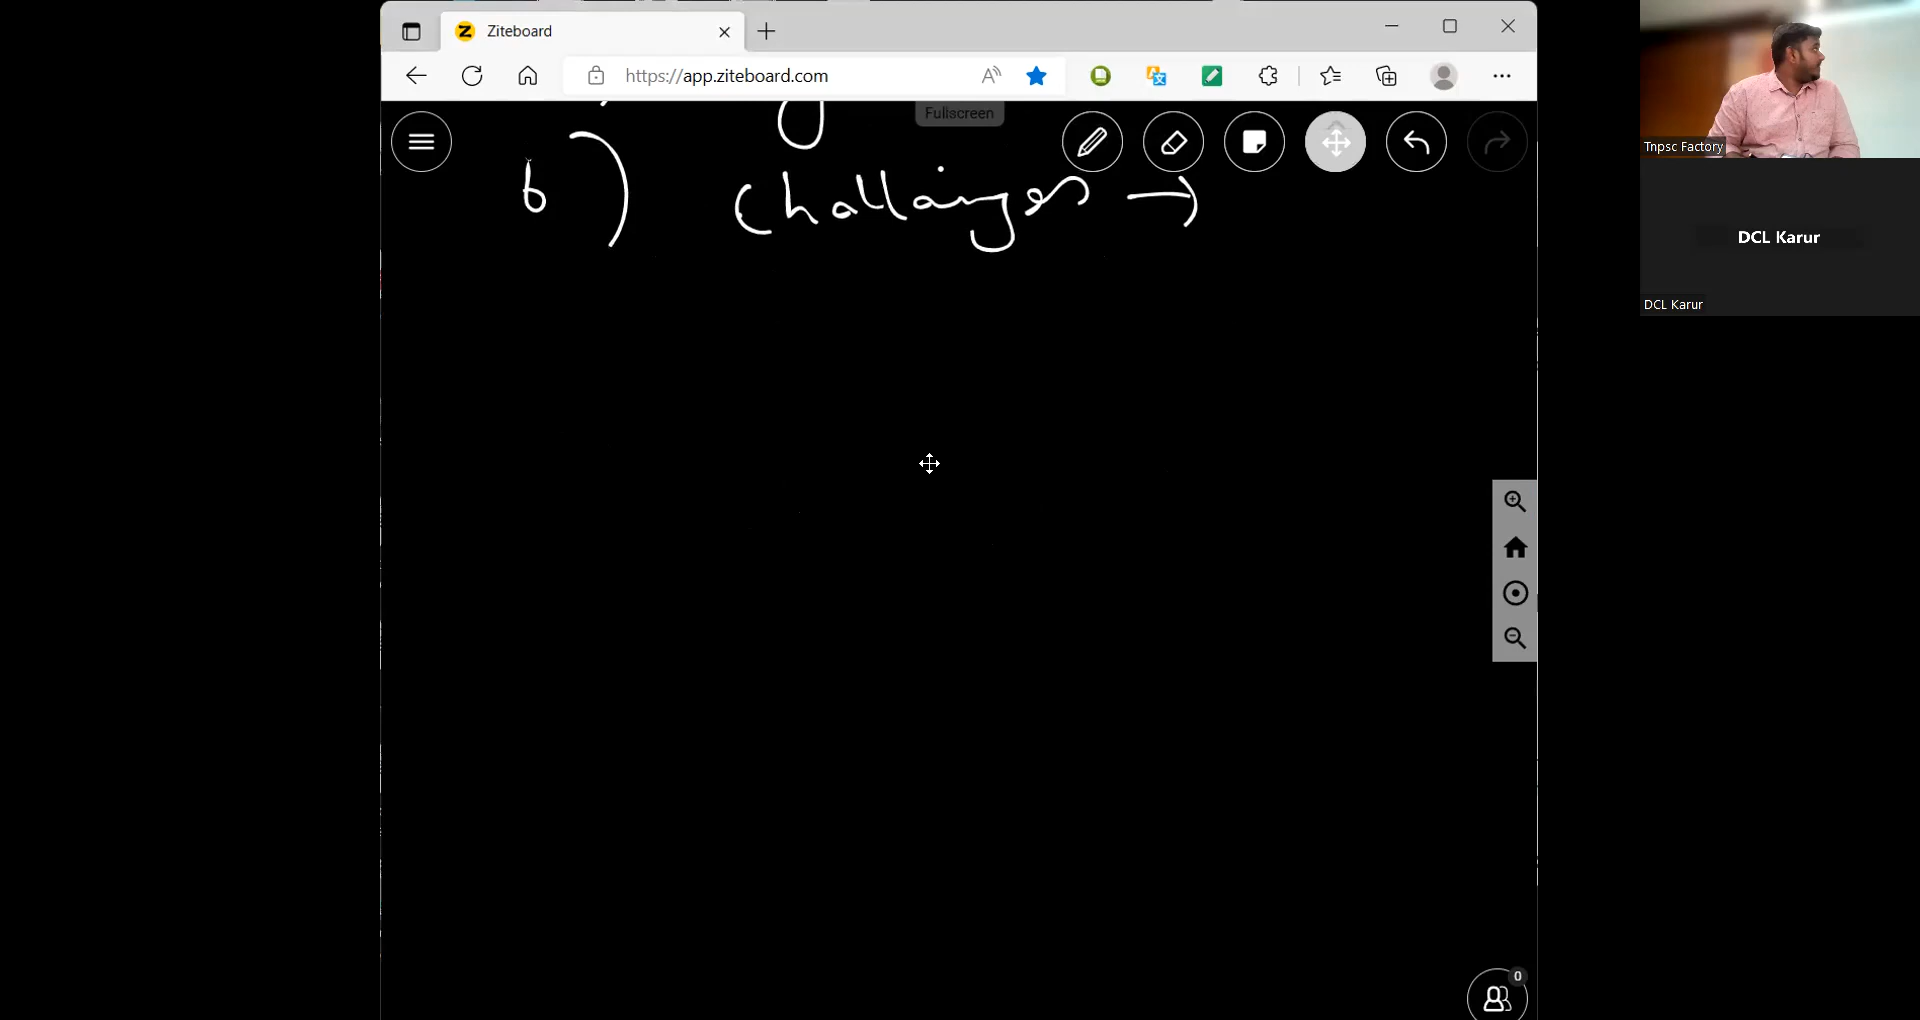 Ziteboard
https://app.ziteboard.com
Fullscreen
6) challanges →
0
Tnpsc Factory
DCL Karur
DCL Karur